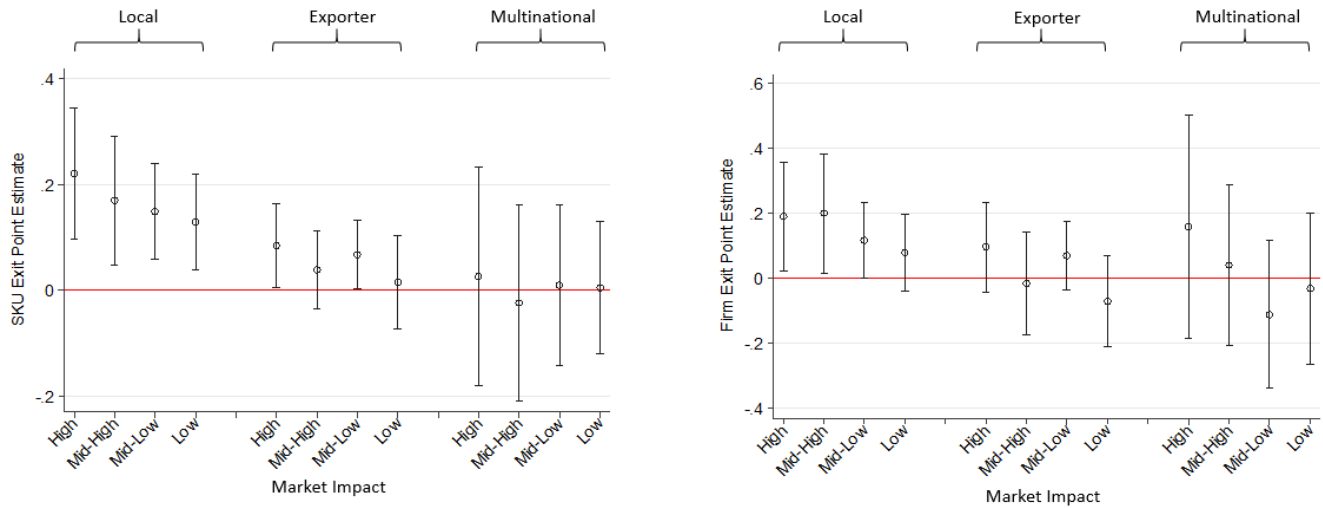 Local Exporter Multinational
.4
.2
0
-.2
SKU Exit Point Estimate
High Mid-High Mid-Low Low High Mid-High Mid-Low Low High Mid-High Mid-Low Low
Market Impact
Local Exporter Multinational
.6
.4
.2
0
-.2
-.4
Firm Exit Point Estimate
High Mid-High Mid-Low Low High Mid-High Mid-Low Low High Mid-High Mid-Low Low
Market Impact